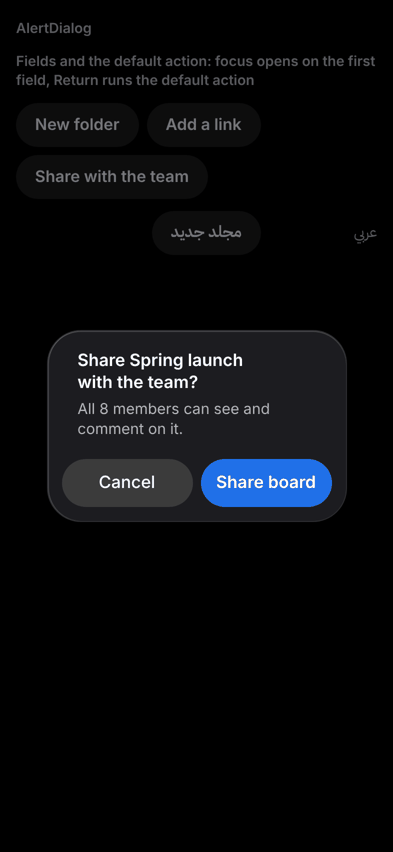 AlertDialog
Fields and the default action: focus opens on the first
field, Return runs the default action
New folder
Add a link
Share with the team
مجلد جديد
عربي
Share Spring launch
with the team?
All 8 members can see and
comment on it.
Cancel
Share board